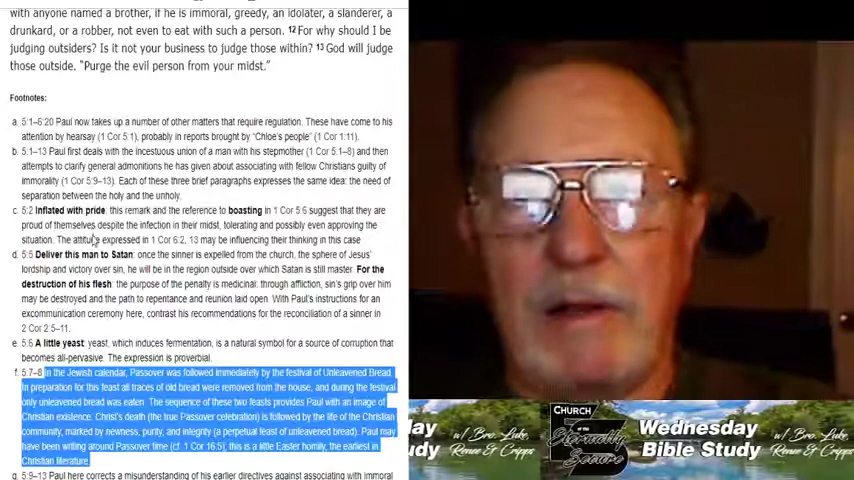 with anyone named a brother, if he is immoral, greedy, an idolater, a slanderer, a
drunkard, or a robber, not even to eat with such a person. 12 For why should I be
judging outsiders? Is it not your business to judge those within? 13 God will judge
those outside. “Purge the evil person from your midst.”
Footnotes:
a. 5:1–6:20 Paul now takes up a number of other matters that require regulation. These have come to his
attention by hearsay (1 Cor 5:1), probably in reports brought by “Chloe’s people” (1 Cor 1:11).
b. 5:1–13 Paul first deals with the incestuous union of a man with his stepmother (1 Cor 5:1–8) and then
attempts to clarify general admonitions he has given about associating with fellow Christians guilty of
immorality (1 Cor 5:9–13). Each of these three brief paragraphs expresses the same idea: the need of
separation between the holy and the unholy.
c. 5:2 Inflated with pride: this remark and the reference to boasting in 1 Cor 5:6 suggest that they are
proud of themselves despite the infection in their midst, tolerating and possibly even approving the
situation. The attitude expressed in 1 Cor 6:2, 13 may be influencing their thinking in this case
d. 5:5 Deliver this man to Satan: once the sinner is expelled from the church, the sphere of Jesus’
lordship and victory over sin, he will be in the region outside over which Satan is still master. For the
destruction of his flesh: the purpose of the penalty is medicinal: through affliction, sin’s grip over him
may be destroyed and the path to repentance and reunion laid open. With Paul’s instructions for an
excommunication ceremony here, contrast his recommendations for the reconciliation of a sinner in
2 Cor 2:5–11.
e. 5:6 A little yeast: yeast, which induces fermentation, is a natural symbol for a source of corruption that
becomes all-pervasive. The expression is proverbial.
f. 5:7–8 In the Jewish calendar, Passover was followed immediately by the festival of Unleavened Bread.
In preparation for this feast all traces of old bread were removed from the house, and during the festival
only unleavened bread was eaten. The sequence of these two feasts provides Paul with an image of
Christian existence: Christ’s death (the true Passover celebration) is followed by the life of the Christian
community, marked by newness, purity, and integrity (a perpetual feast of unleavened bread). Paul may
have been writing around Passover time (cf. 1 Cor 16:5); this is a little Easter homily, the earliest in
Christian literature.
g. 5:9–13 Paul here corrects a misunderstanding of his earlier directives against associating with immoral
day
udy
w/ Bro. Luke,
Renee & Cripps
CHURCH
OF THE
Eternally
Secure
Wednesday
Bible Study
w/ Bro. Luke,
Renee & Cripps